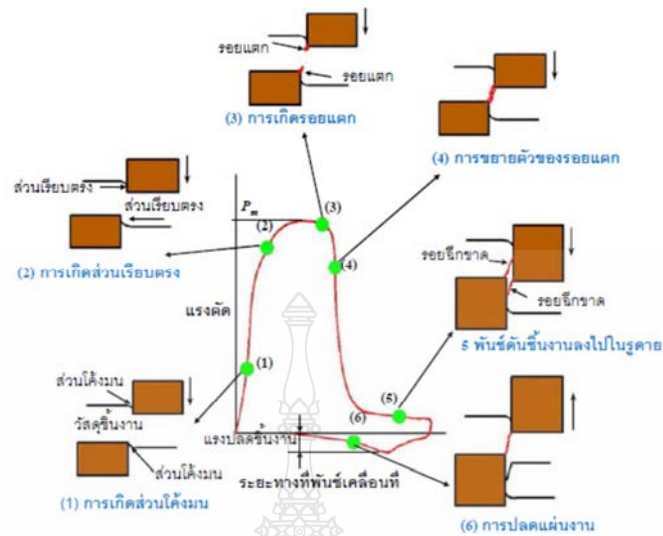 รอยแตก
รอยแตก
(3) การเกิดรอยแตก
(4) การขยายตัวของรอยแตก
ส่วนเรียบตรง
ส่วนเรียบตรง
(2) การเกิดส่วนเรียบตรง
Pm
(2)
(3)
(4)
แรงตัด
รอยฉีกขาด
รอยฉีกขาด
5 พันช์ดันชิ้นงานลงไปในรูดาย
(1)
(5)
(6)
ส่วนโค้งมน
วัสดุชิ้นงาน
ส่วนโค้งมน
(1) การเกิดส่วนโค้งมน
แรงปลดชิ้นงาน
ระยะทางที่พันช์เคลื่อนที่
(6) การปลดแผ่นงาน